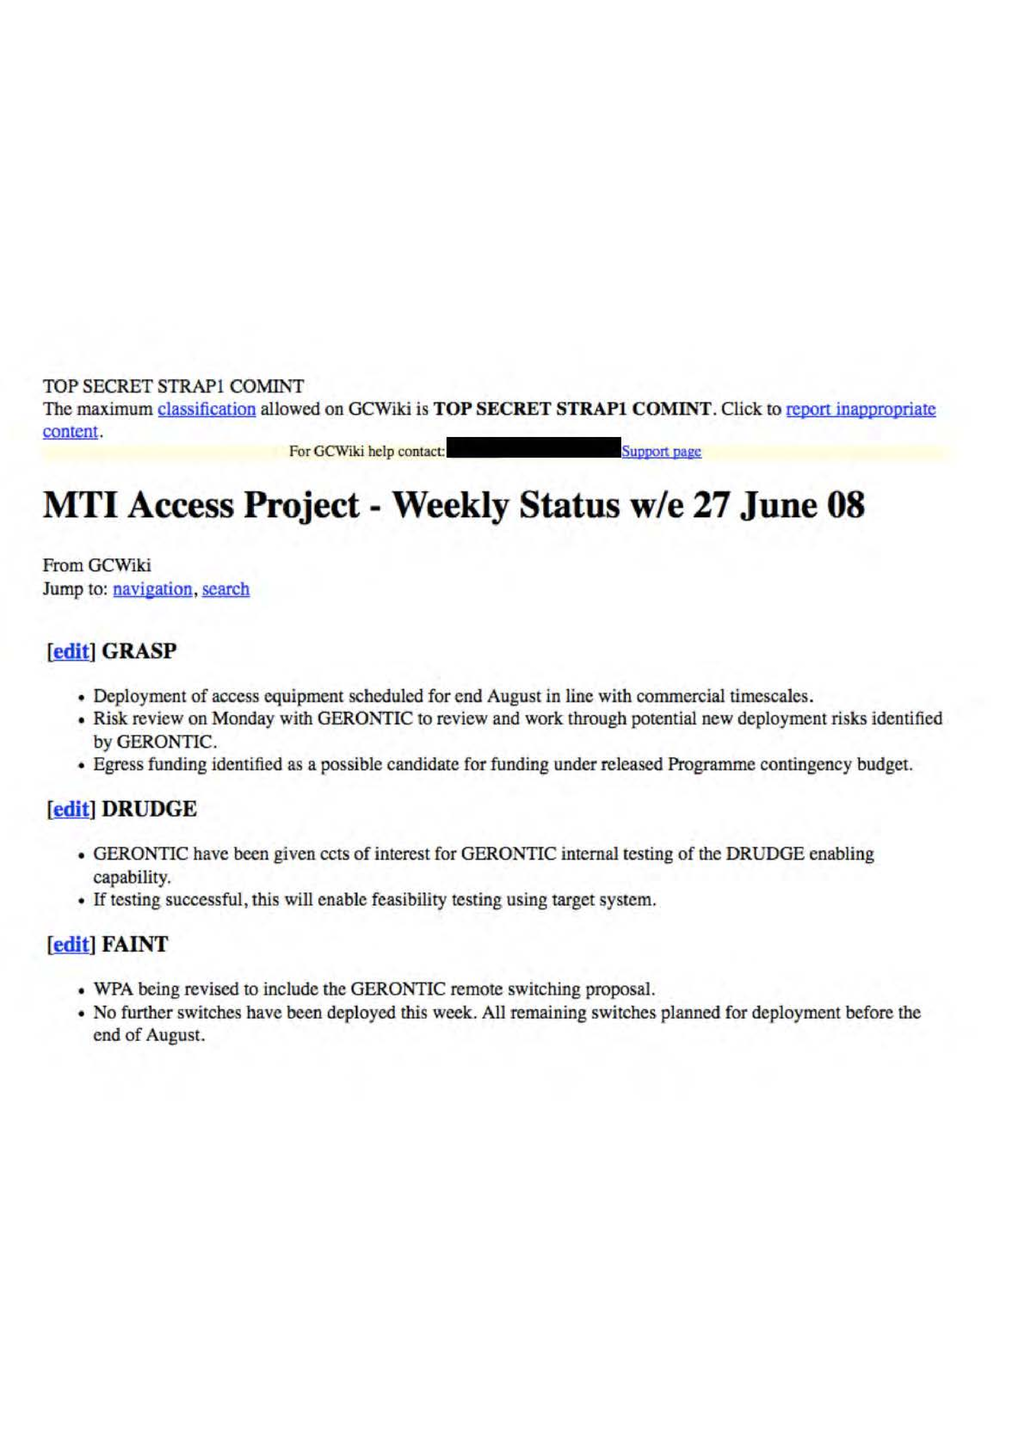 TOP SECRET STRAP1 COMINT
The maximum classification allowed on GCWiki is TOP SECRET STRAP1 COMINT. Click to report inappropriate
content.
For GCWiki help contact: Support page
MTI Access Project - Weekly Status w/e 27 June 08
From GCWiki
Jump to: navigation, search
[edit] GRASP
• Deployment of access equipment scheduled for end August in line with commercial timescales.
• Risk review on Monday with GERONTIC to review and work through potential new deployment risks identified
by GERONTIC.
• Egress funding identified as a possible candidate for funding under released Programme contingency budget.
[edit] DRUDGE
• GERONTIC have been given ccts of interest for GERONTIC internal testing of the DRUDGE enabling
capability.
• If testing successful, this will enable feasibility testing using target system.
[edit] FAINT
• WPA being revised to include the GERONTIC remote switching proposal.
• No further switches have been deployed this week. All remaining switches planned for deployment before the
end of August.